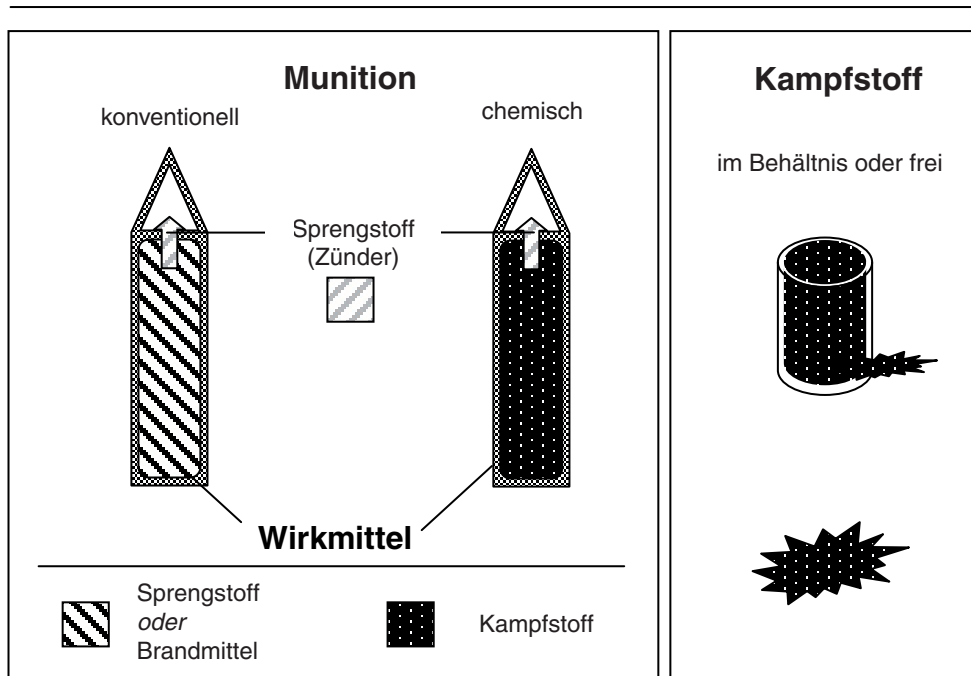 Munition
konventionell
chemisch
Sprengstoff
(Zünder)
Wirkmittel
Sprengstoff
oder
Brandmittel
Kampfstoff
Kampfstoff
im Behältnis oder frei